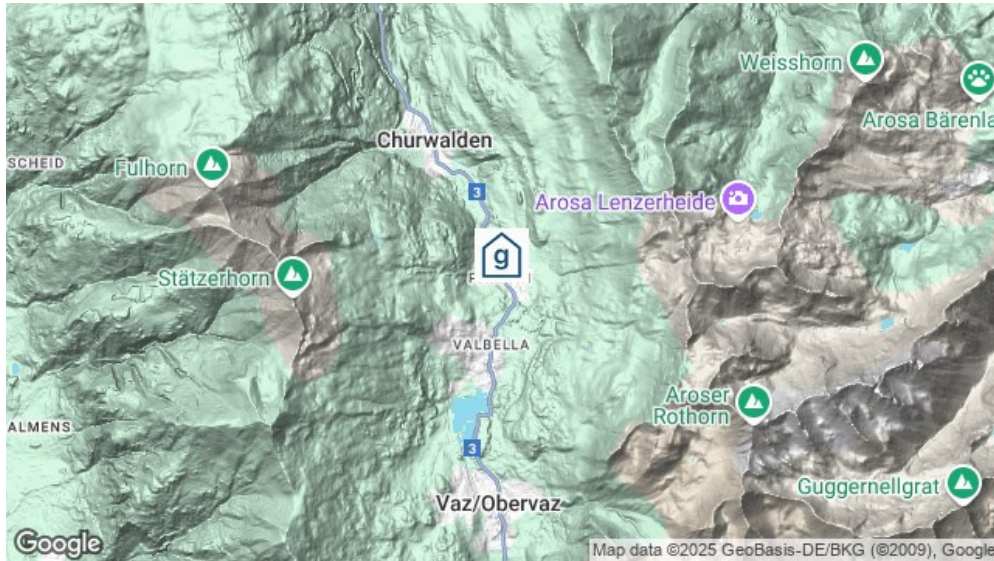 Weisshorn
Arosa Bärenla
Churwalden
SCHEID
Fulhorn
3
Arosa Lenzerheide
g
Stätzerhorn
VALBELLA
Aroser
Rothorn
ALMENS
3
Guggernellgrat
Vaz/Obervaz
Google
Map data ©2025 GeoBasis-DE/BKG (©2009), Google